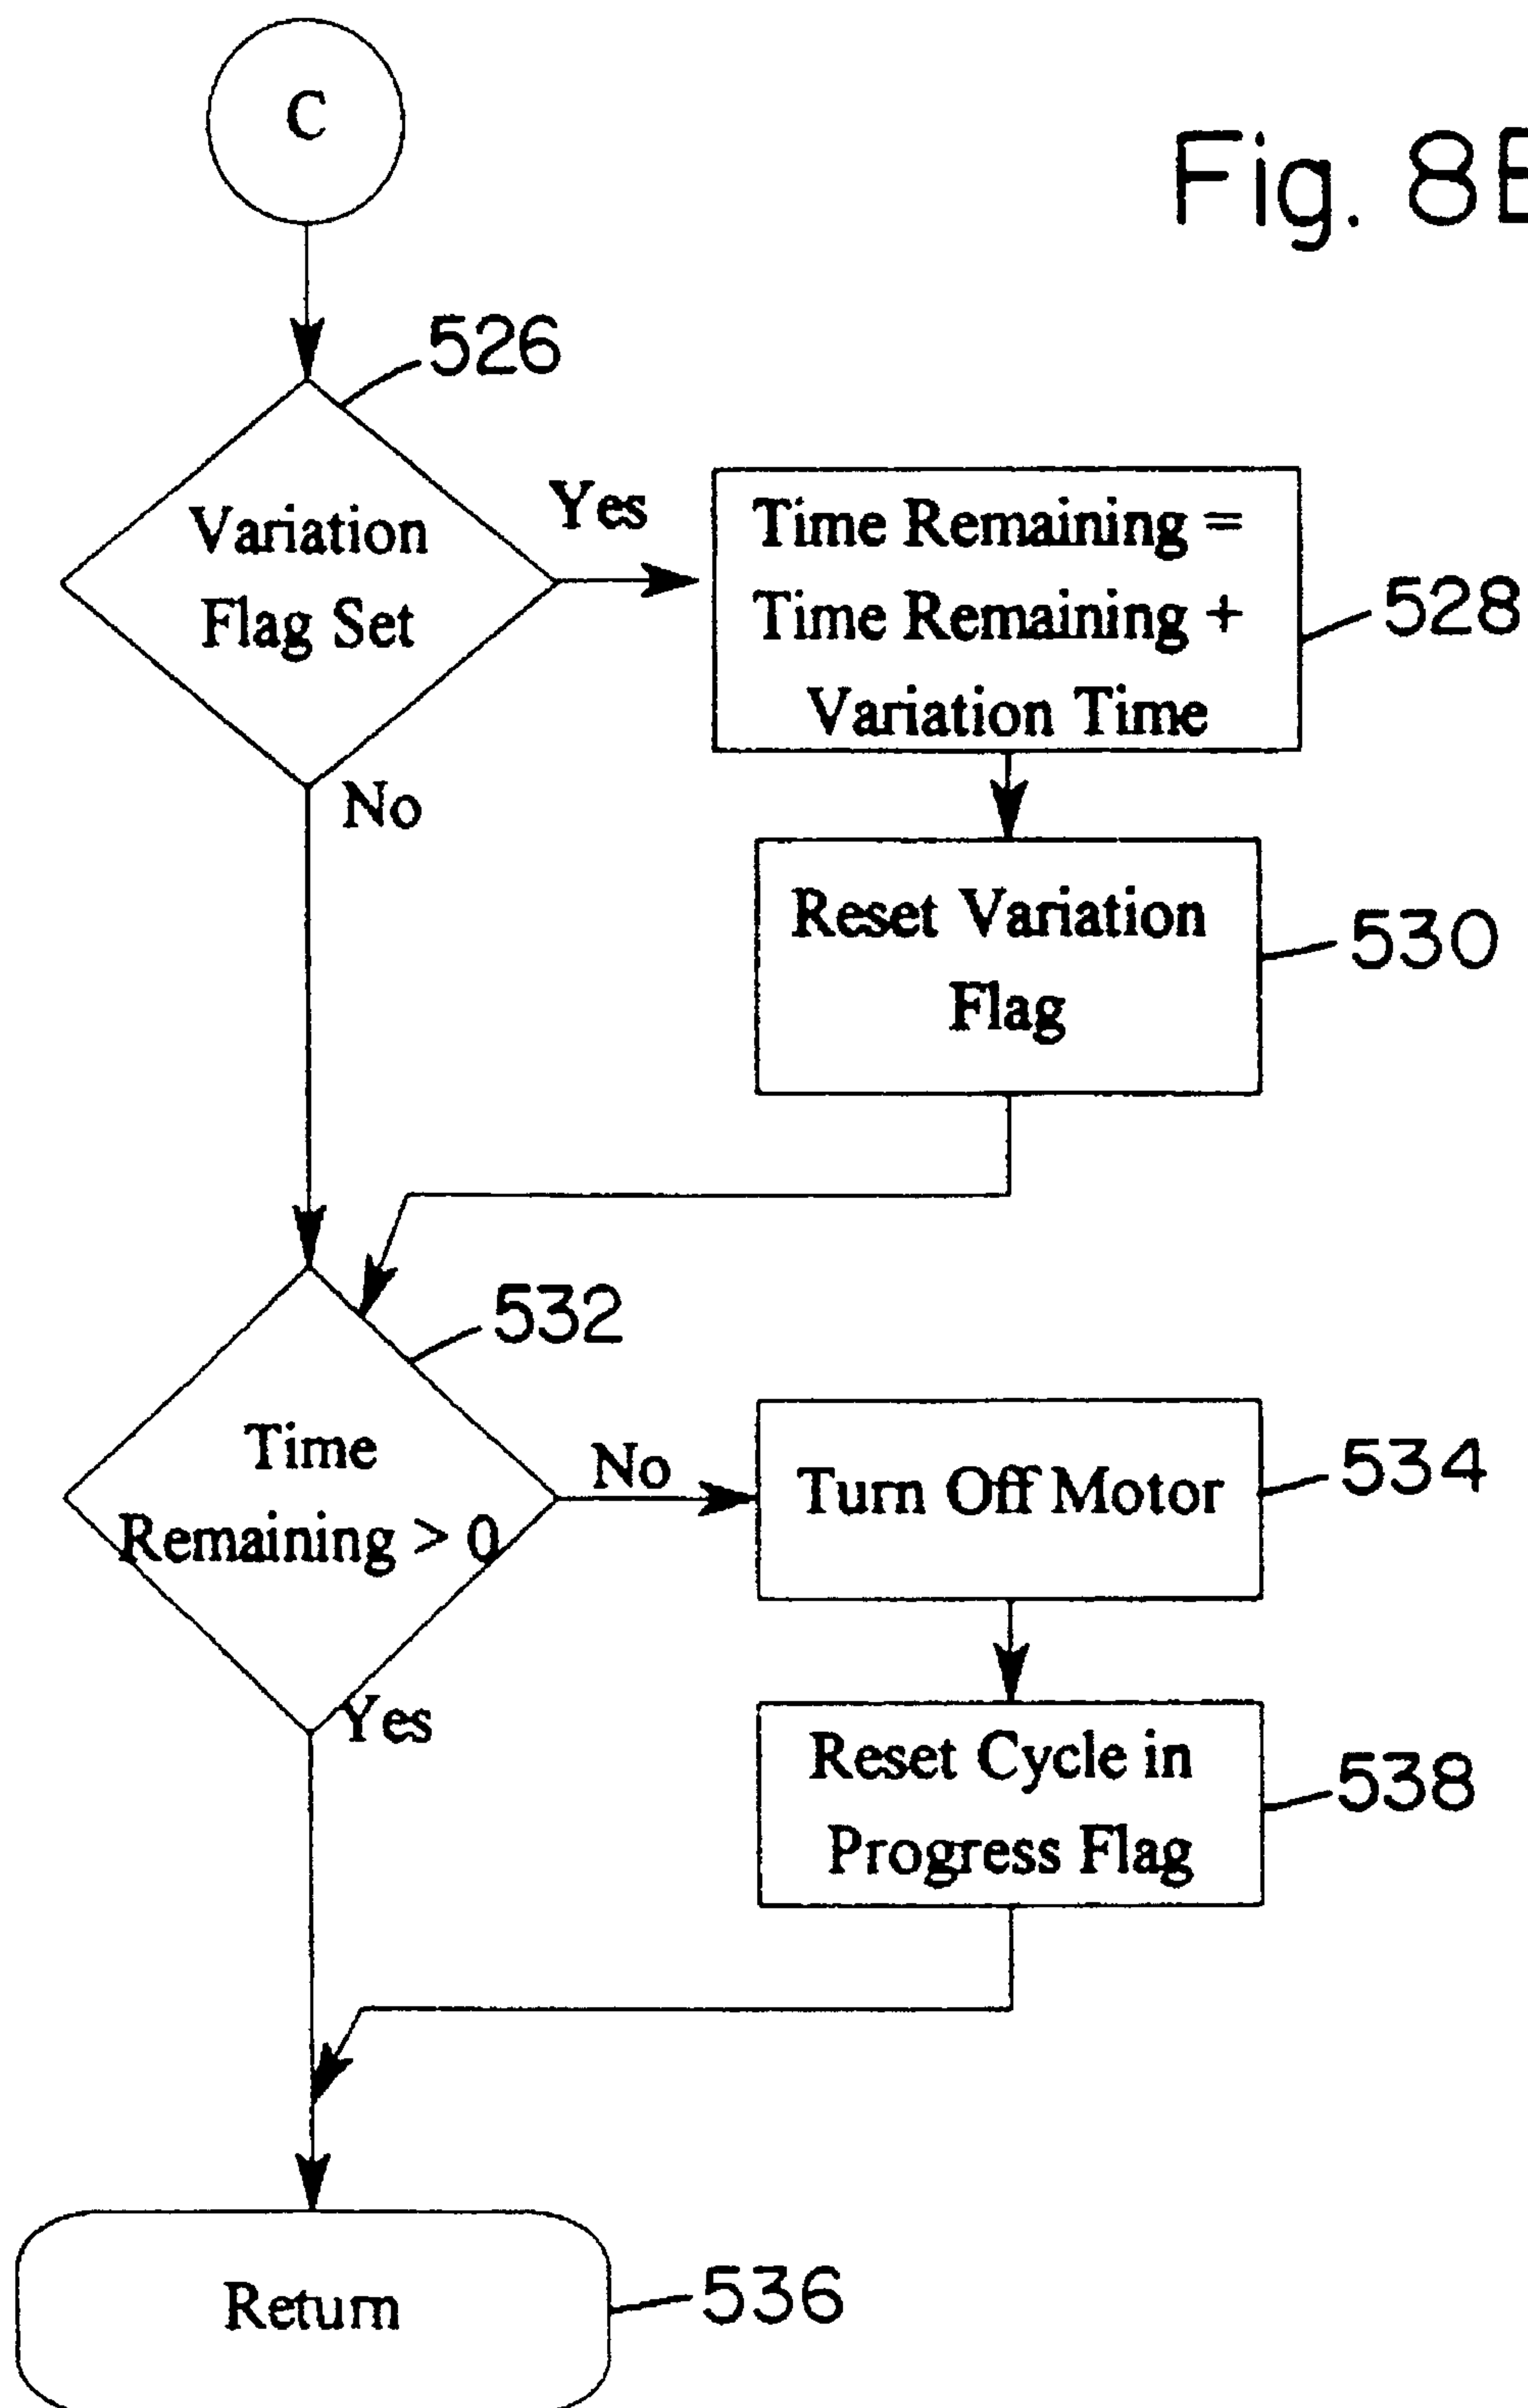 C
Fig. 8B
526
Variation
Flag Set
Yes
Time Remaining =
Time Remaining +
Variation Time
528
No
Reset Variation
Flag
530
532
Time
Remaining > 0
No
Turn Off Motor
534
Yes
Reset Cycle in
Progress Flag
538
Return
536